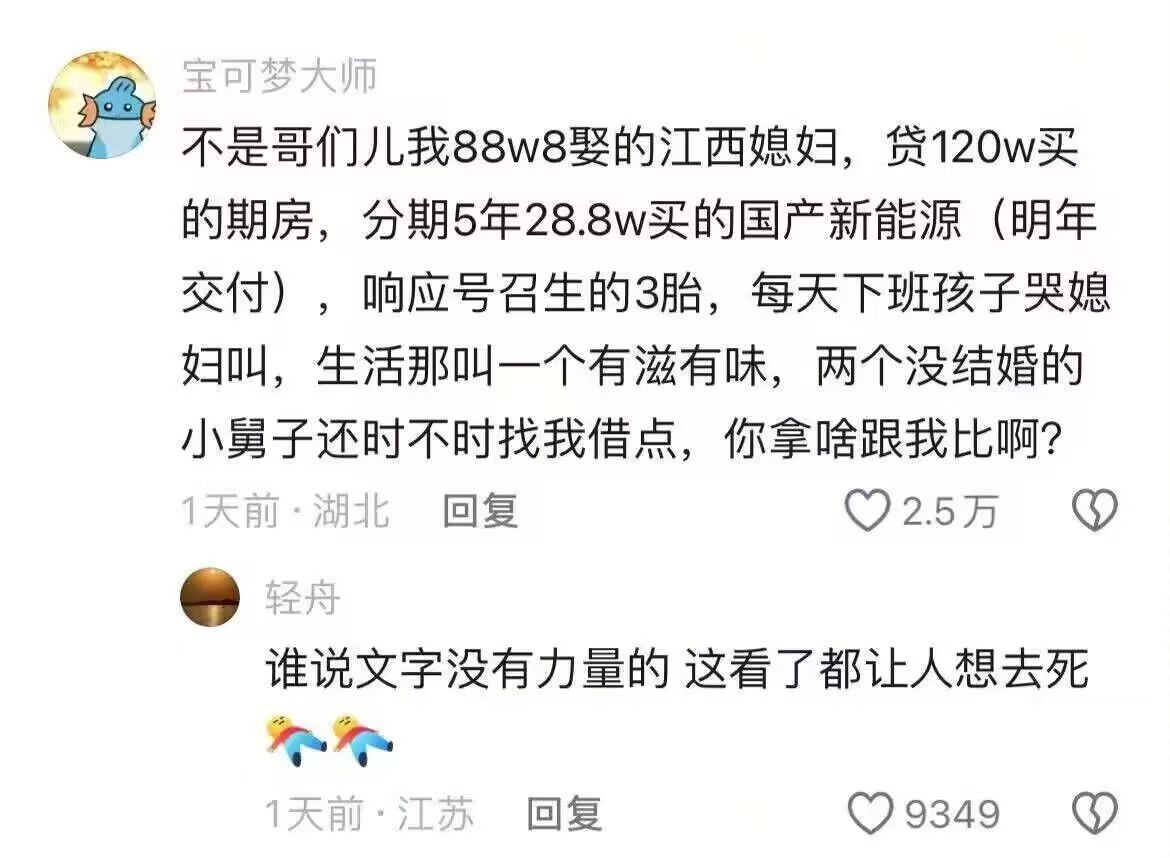 宝可梦大师
不是哥们儿我88w8娶的江西媳妇，贷120w买
的期房，分期5年28.8w买的国产新能源（明年
交付），响应号召生的3胎，每天下班孩子哭媳
妇叫，生活那叫一个有滋有味，两个没结婚的
小舅子还时不时找我借点，你拿啥跟我比啊？
1天前·湖北 回复 2.5万
轻舟
谁说文字没有力量的 这看了都让人想去死
1天前·江苏 回复 9349